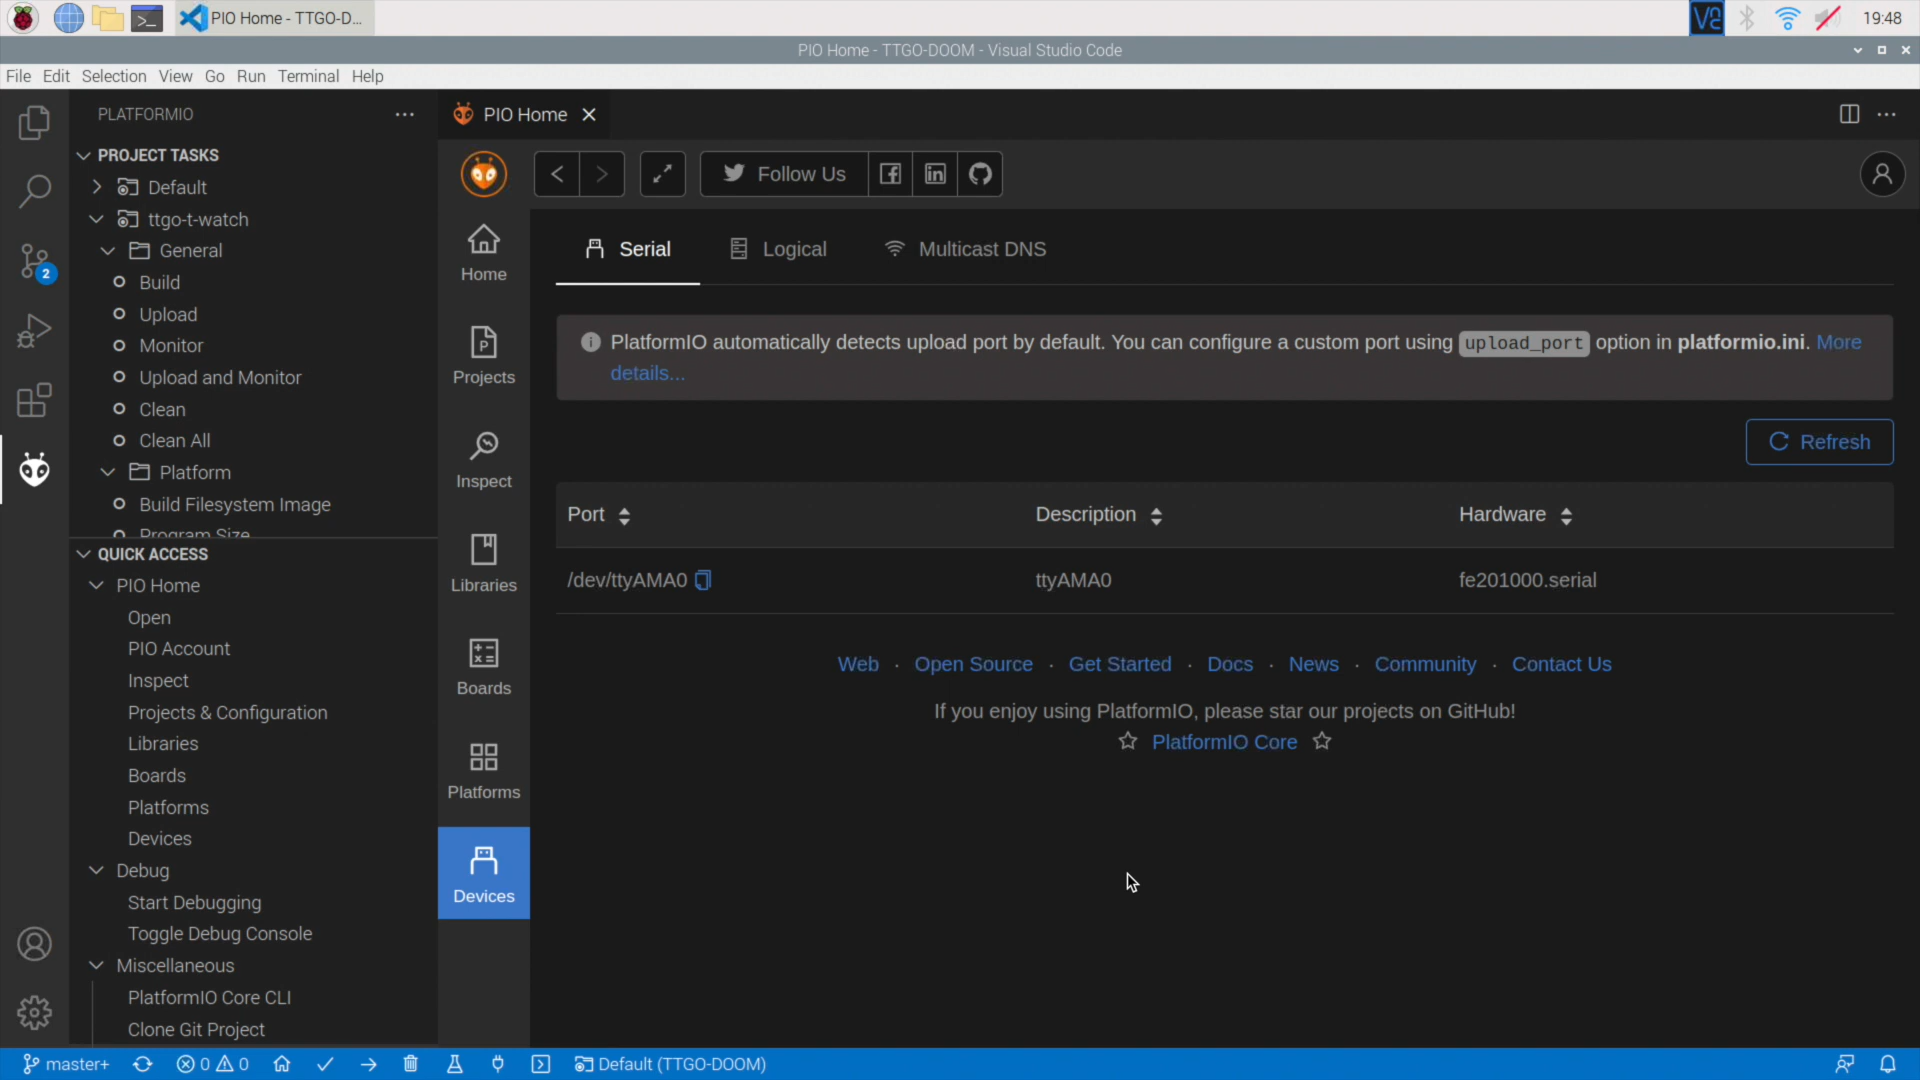 PIO Home - TTGO-D...
19:48
PIO Home - TTGO-DOOM - Visual Studio Code
File Edit Selection View Go Run Terminal Help
PLATFORMIO
PROJECT TASKS
Default
ttgo-t-watch
General
Build
Upload
Monitor
Upload and Monitor
Clean
Clean All
Platform
Build Filesystem Image
Program Size
QUICK ACCESS
PIO Home
Open
PIO Account
Inspect
Projects & Configuration
Libraries
Boards
Platforms
Devices
Debug
Start Debugging
Toggle Debug Console
Miscellaneous
PlatformIO Core CLI
Clone Git Project
2
PIO Home
Follow Us
Home
Projects
Inspect
Libraries
Boards
Platforms
Devices
Serial Logical Multicast DNS
PlatformIO automatically detects upload port by default. You can configure a custom port using upload_port option in platformio.ini. More
details...
Refresh
Port Description Hardware
/dev/ttyAMA0 ttyAMA0 fe201000.serial
Web · Open Source · Get Started · Docs · News · Community · Contact Us
If you enjoy using PlatformIO, please star our projects on GitHub!
PlatformIO Core
master+ 0 0 Default (TTGO-DOOM)